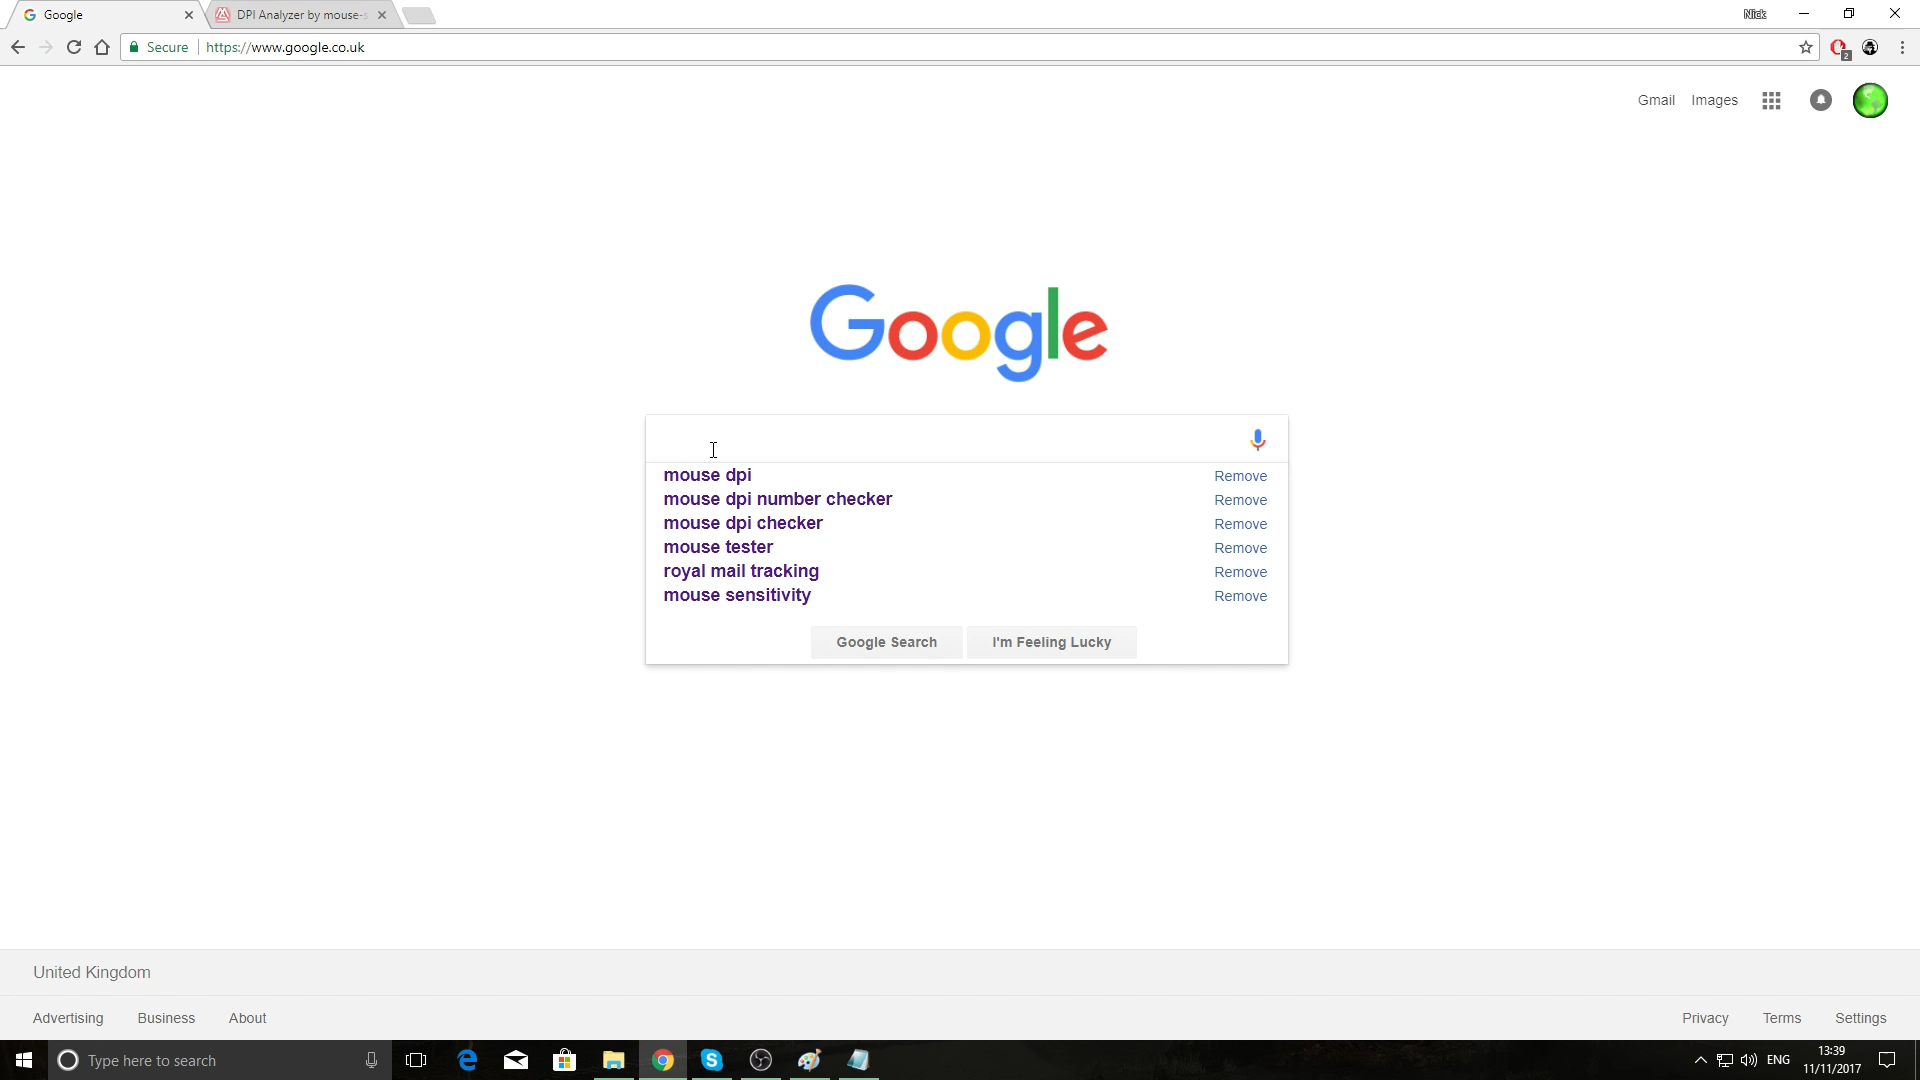 Google
DPI Analyzer by mouse-s
Nick
Secure
https://www.google.co.uk
2
Gmail
Images
Google
mouse dpi
Remove
mouse dpi number checker
Remove
mouse dpi checker
Remove
mouse tester
Remove
royal mail tracking
Remove
mouse sensitivity
Remove
Google Search
I'm Feeling Lucky
United Kingdom
Advertising
Business
About
Privacy
Terms
Settings
Type here to search
ENG
13:39
11/11/2017